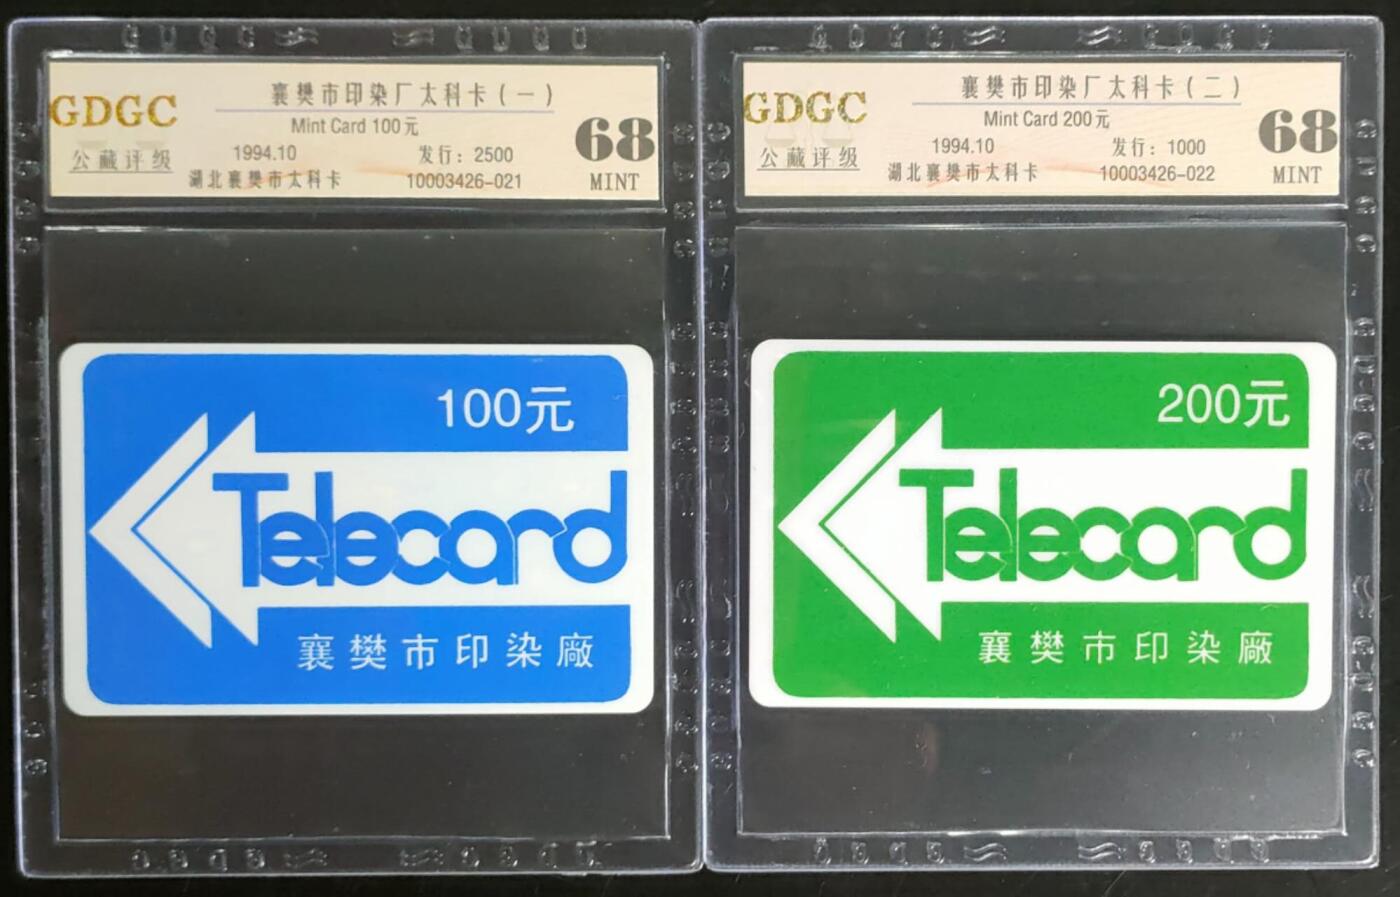 GDGC
公藏评级
襄樊市印染厂太科卡（一）
Mint Card 100元
1994.10 发行：2500
湖北襄樊市太科卡 10003426-021
68
MINT
100元
Telecard
襄樊市印染廠
GDGC
公藏评级
襄樊市印染厂太科卡（二）
Mint Card 200元
1994.10 发行：1000
湖北襄樊市太科卡 10003426-022
68
MINT
200元
Telecard
襄樊市印染廠